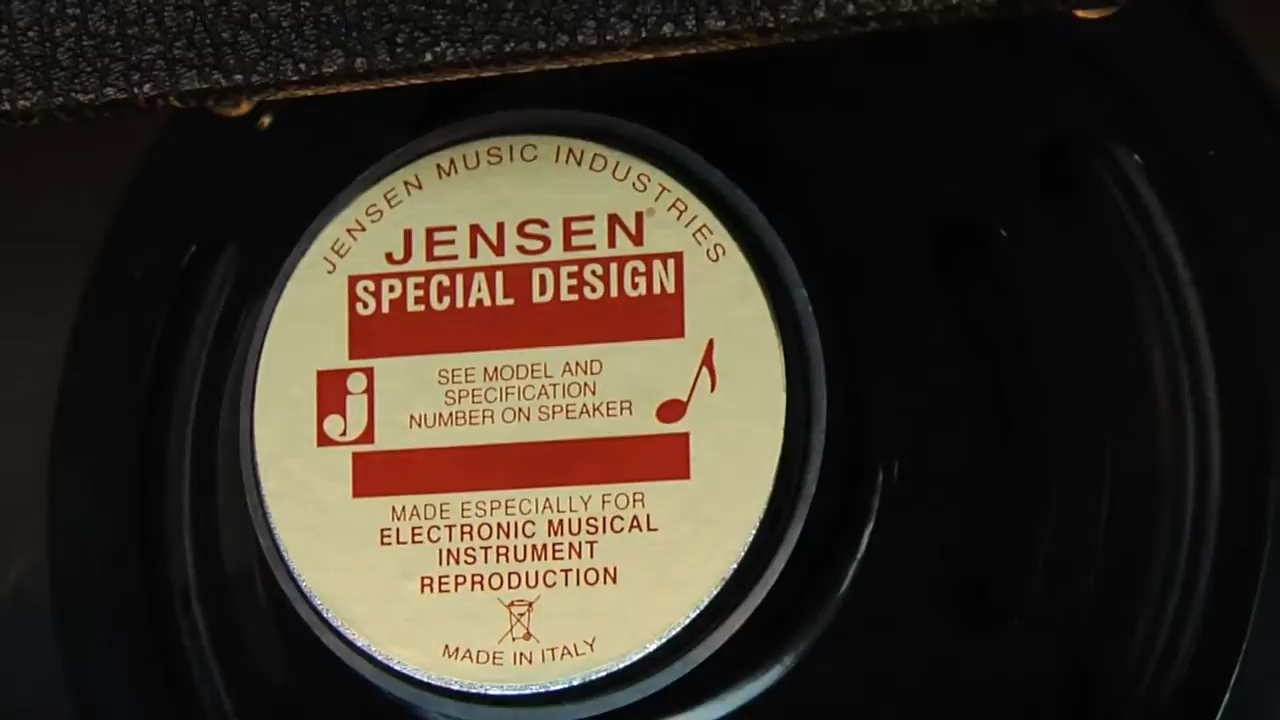 JENSEN MUSIC INDUSTRIES
JENSEN®
SPECIAL DESIGN
j
SEE MODEL AND
SPECIFICATION
NUMBER ON SPEAKER
MADE ESPECIALLY FOR
ELECTRONIC MUSICAL
INSTRUMENT
REPRODUCTION
MADE IN ITALY